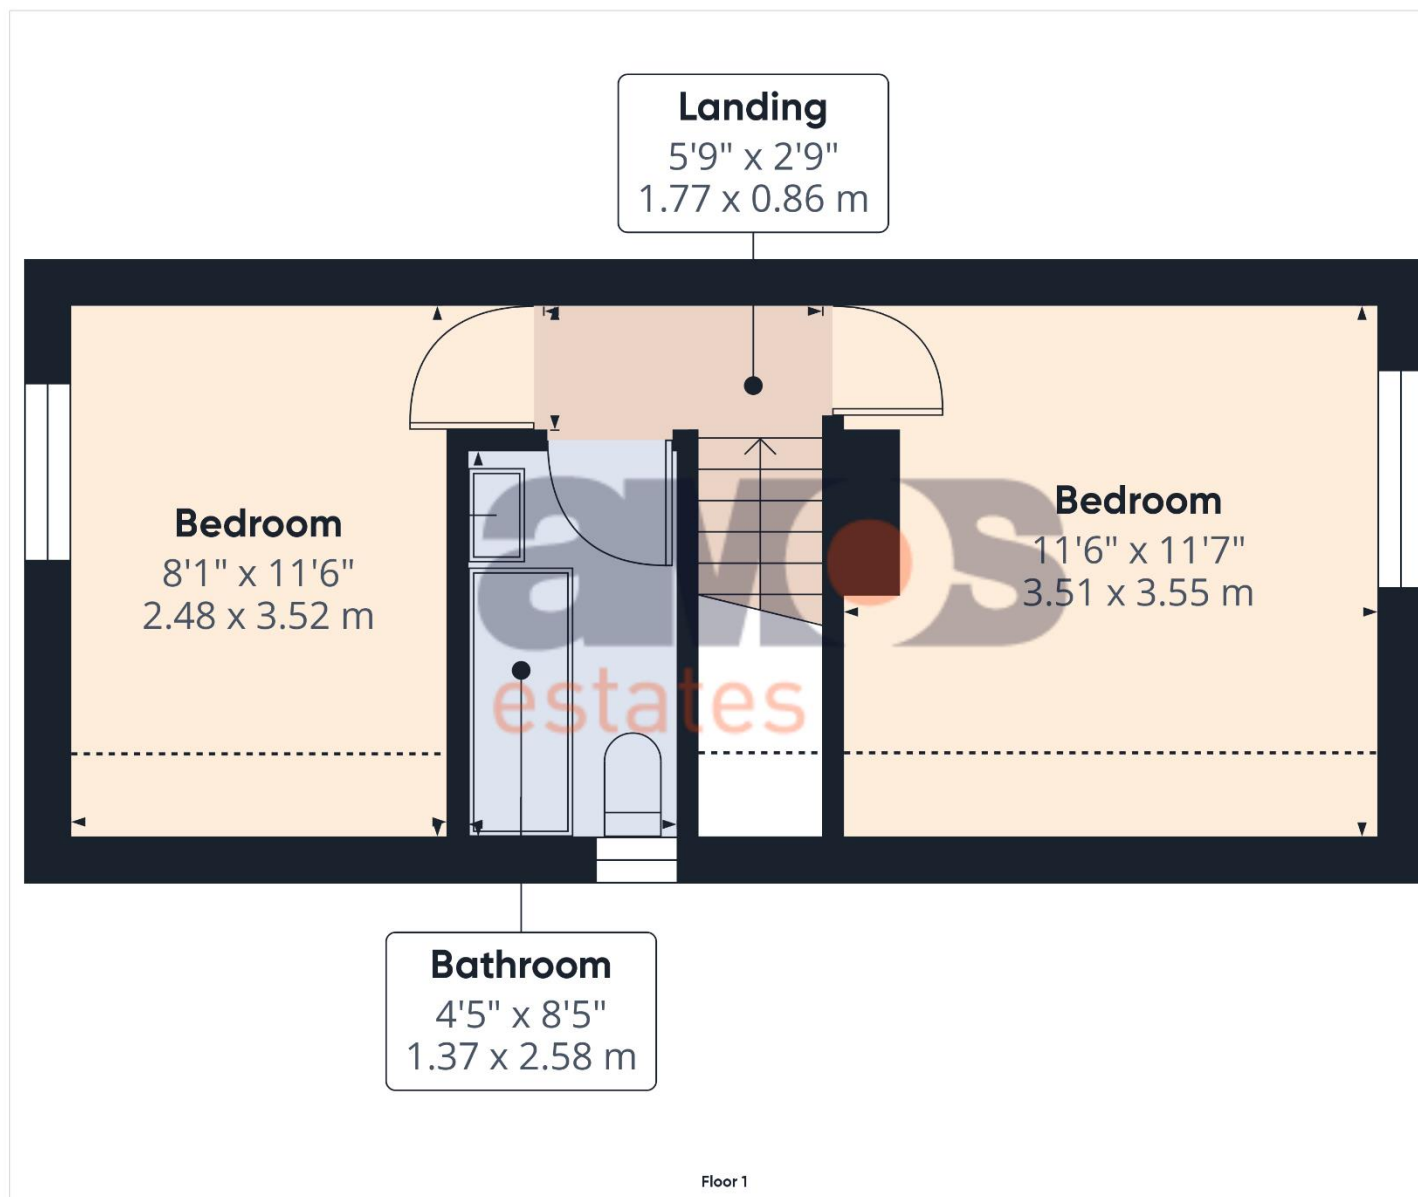 Landing
5'9" x 2'9"
1.77 x 0.86 m
Bedroom
8'1" x 11'6"
2.48 x 3.52 m
Bedroom
11'6" x 11'7"
3.51 x 3.55 m
amos
estates
Bathroom
4'5" x 8'5"
1.37 x 2.58 m
Floor 1